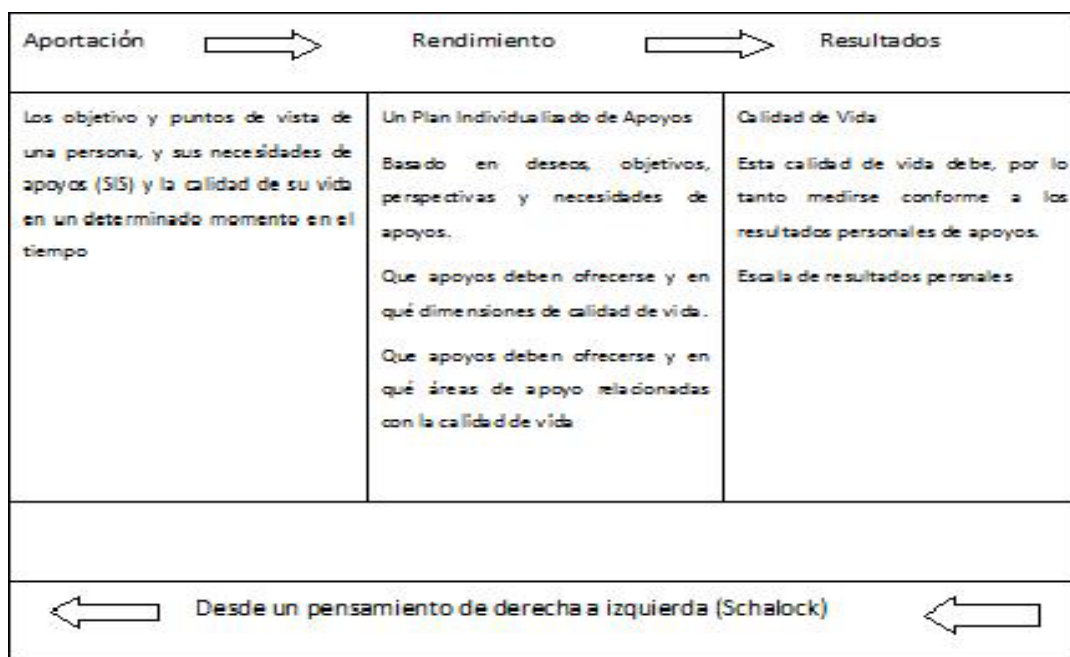 Aportación Rendimiento Resultados
Los objetivo y puntos de vista de
una persona, y sus necesidades de
apoyos (SIS) y la calidad de su vida
en un determinado momento en el
tiempo
Un Plan Individualizado de Apoyos
Basado en deseos, objetivos,
perspectivas y necesidades de
apoyos.
Que apoyos deben ofrecerse y en
qué dimensiones de calidad de vida.
Que apoyos deben ofrecerse y en
qué áreas de apoyo relacionadas
con la calidad de vida
Calidad de Vida
Esta calidad de vida debe, por lo
tanto medirse conforme a los
resultados personales de apoyos.
Escala de resultados persnales
Desde un pensamiento de derecha a izquierda (Schalock)